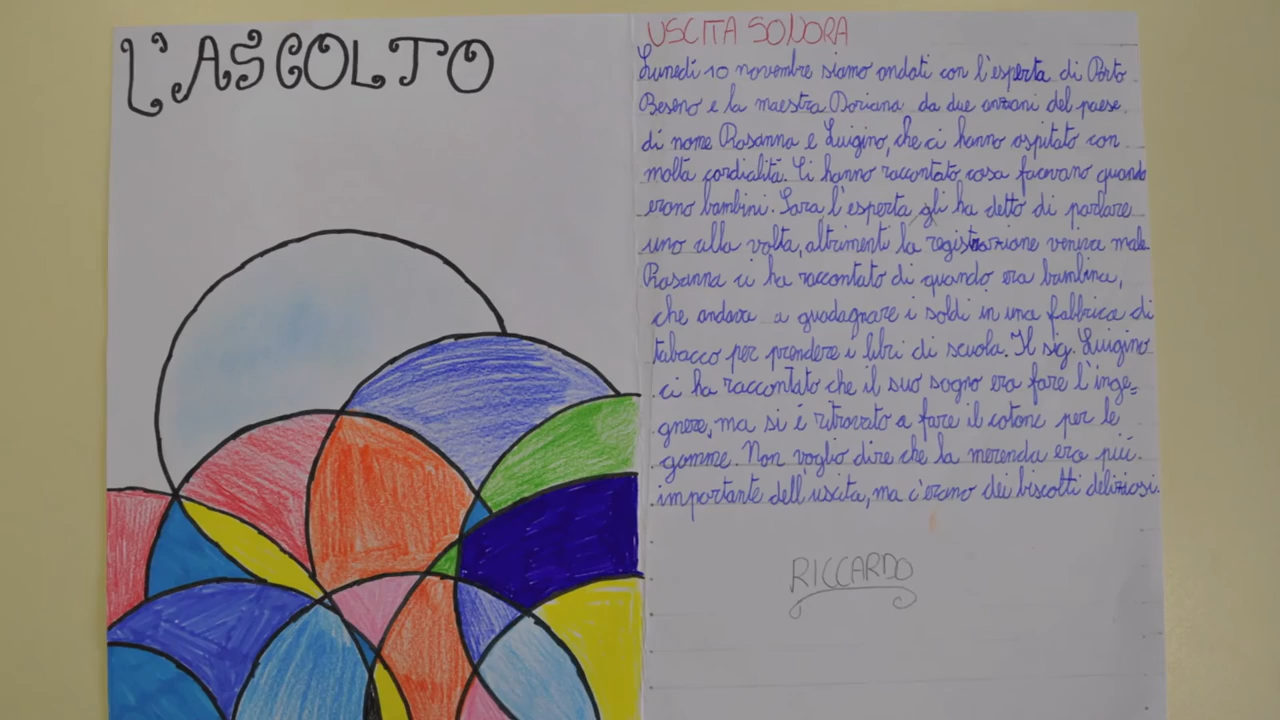 L'ASCOLTO
USCITA SONORA
Lunedì 10 novembre siamo andati con l'esperta di Porto
Beseno e la maestra Doriana da due anziani del paese
di nome Rosanna e Luigino, che ci hanno ospitato con
molta cordialità. Ci hanno raccontato cosa facevano quando
erano bambini. Sara l'esperta gli ha detto di parlare
uno alla volta, altrimenti la registrazione veniva male.
Rosanna ci ha raccontato di quando era bambina,
che andava a guadagnare i soldi in una fabbrica di
tabacco per prendere i libri di scuola. Il sig. Luigino
ci ha raccontato che il suo sogno era fare l'inge=
gnere, ma si é ritrovato a fare il cotone per le
gomme. Non voglio dire che la merenda era più
importante dell'uscita, ma c'erano dei biscotti deliziosi.
RICCARDO